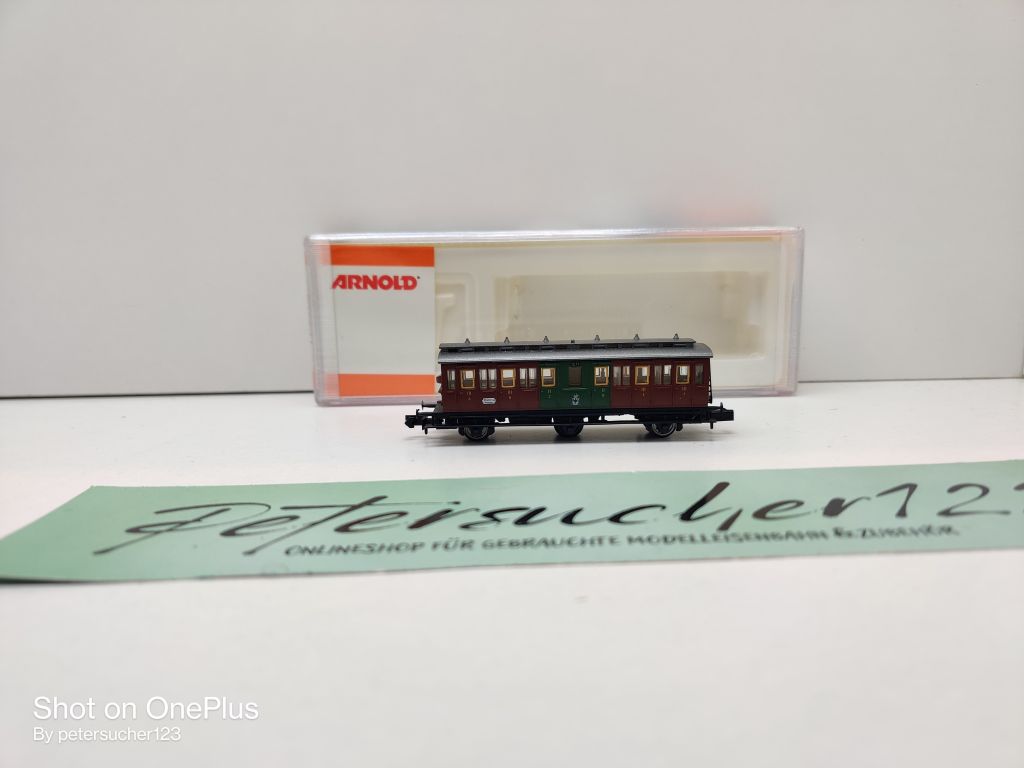 ARNOLD®
Petersucher12
ONLINESHOP FÜR GEBRAUCHTE MODELLEISENBAHN & ZUBEHÖR
Shot on OnePlus
By petersucher123